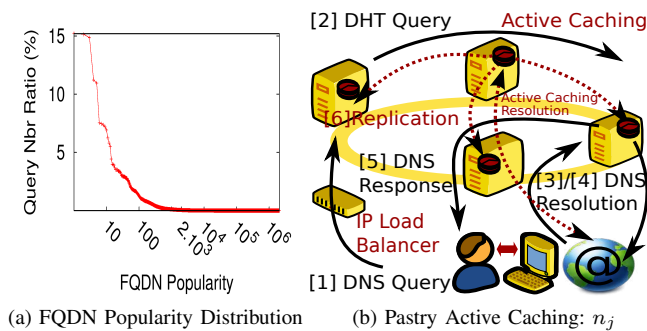 (%)
Query Nbr Ratio
15
10
5
10
100
2.10³
10⁴
10⁵
10⁶
FQDN Popularity
(a) FQDN Popularity Distribution
[2] DHT Query
Active Caching
Active Caching
Resolution
[6]Replication
[5] DNS
Response
[3]/[4] DNS
Resolution
IP Load
Balancer
[1] DNS Query
@
(b) Pastry Active Caching: nⱼ